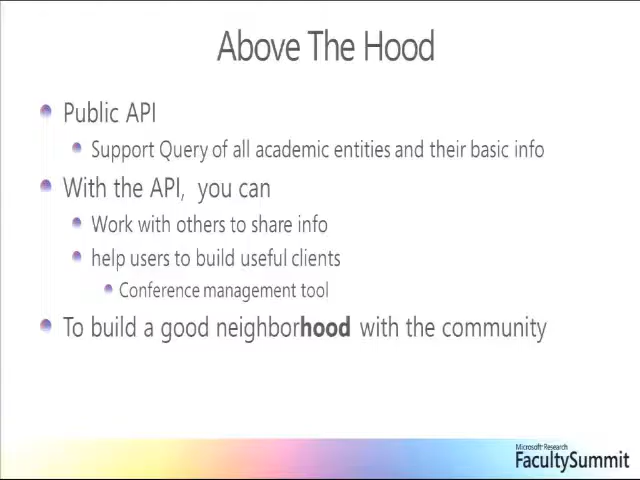 Above The Hood
Public API
Support Query of all academic entities and their basic info
With the API, you can
Work with others to share info
help users to build useful clients
Conference management tool
To build a good neighborhood with the community
Microsoft Research
FacultySummit